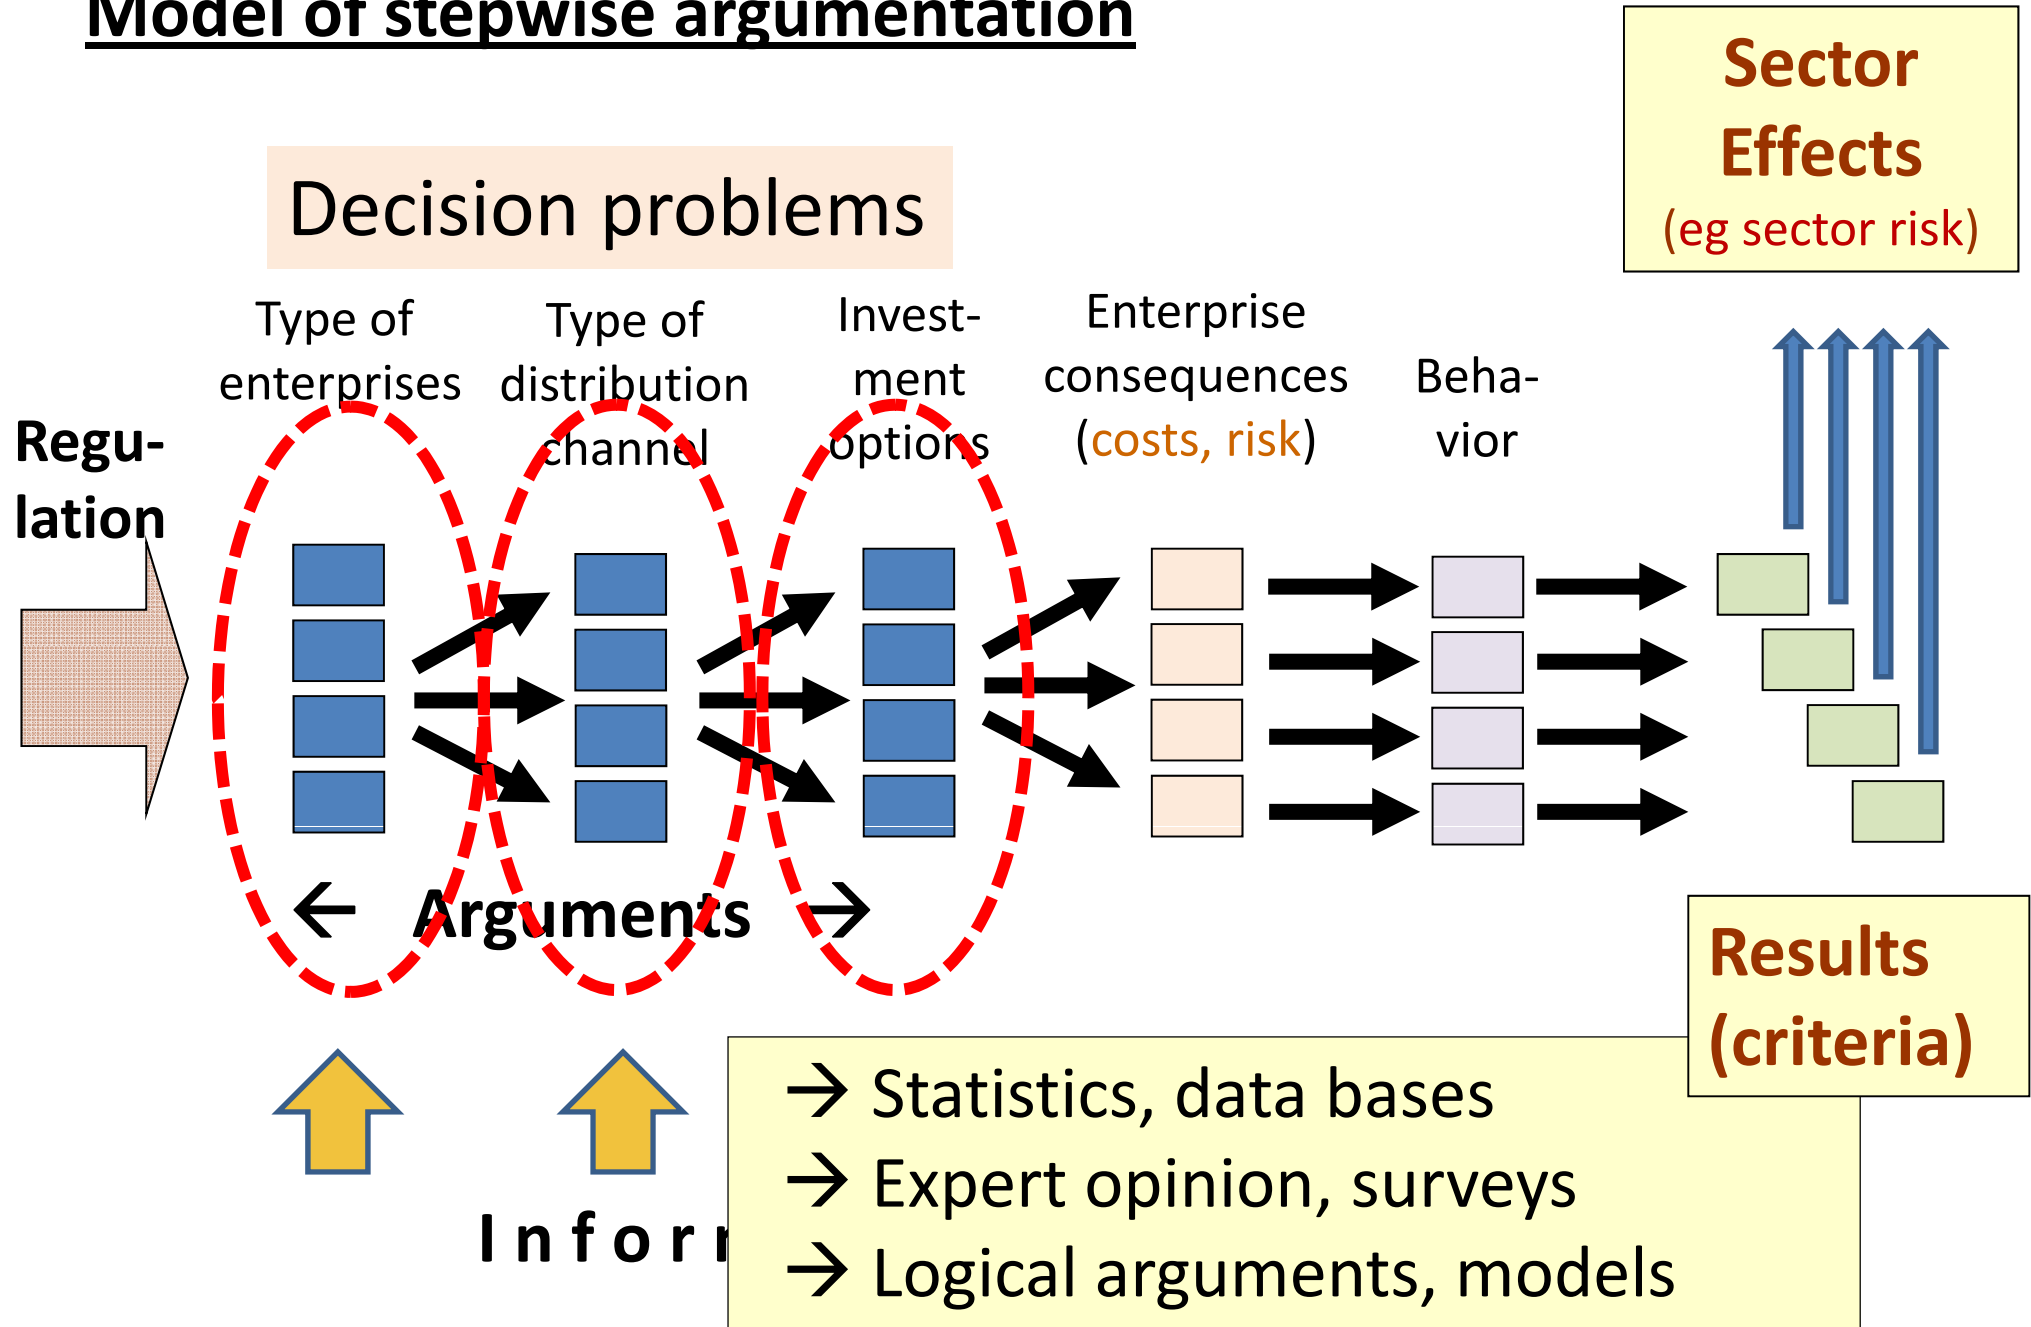 Model of stepwise argumentation
Sector
Effects
(eg sector risk)
Decision problems
Type of
enterprises
Type of
distribution
channel
Invest-
ment
options
Enterprise
consequences
(costs, risk)
Beha-
vior
Regu-
lation
← Arguments →
Results
(criteria)
→ Statistics, data bases
→ Expert opinion, surveys
→ Logical arguments, models
I n f o r